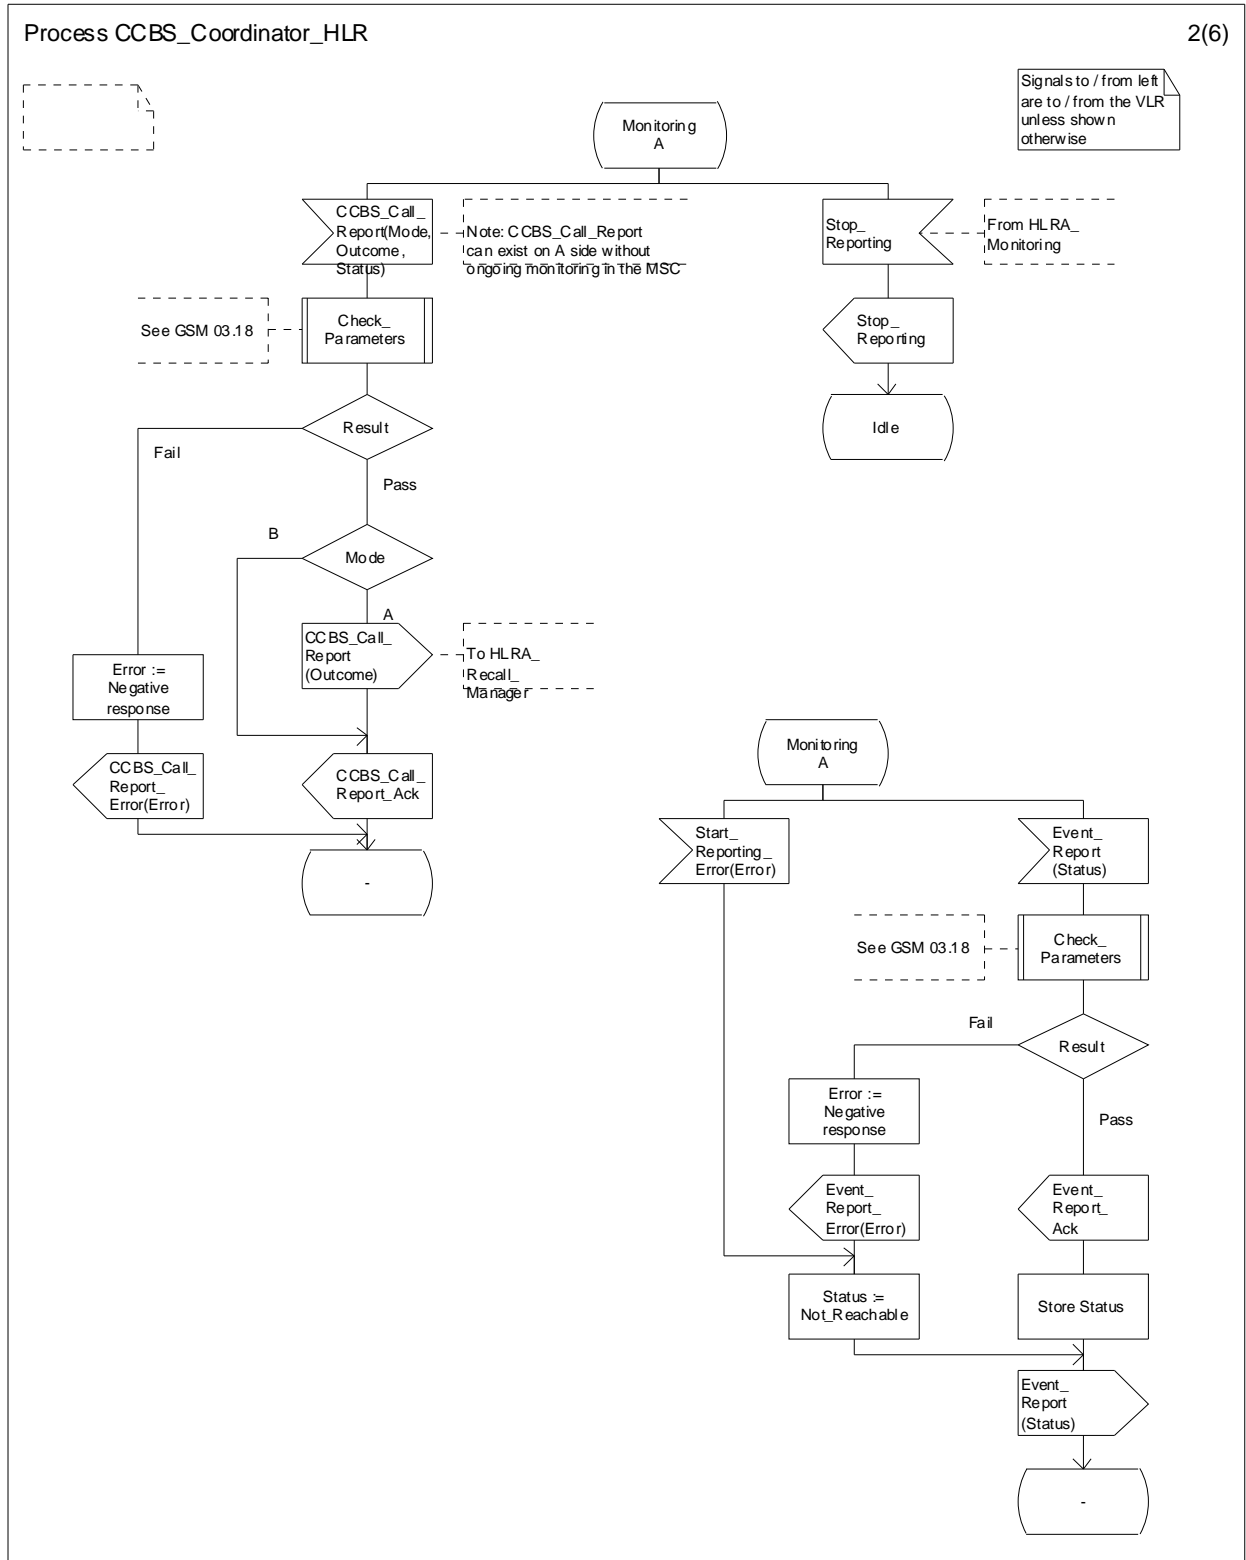 Process CCBS_Coordinator_HLR
2(6)
Signals to / from left
are to / from the VLR
unless shown
otherwise
Monitoring
A
CCBS_Call_
Report(Mode,
Outcome,
Status)
Note: CCBS_Call_Report
can exist on A side without
ongoing monitoring in the MSC
Stop_
Reporting
From HLRA_
Monitoring
See GSM 03.18
Check_
Parameters
Stop_
Reporting
Result
Idle
Fail
Pass
B
Mode
A
CCBS_Call_
Report
(Outcome)
To HLRA_
Recall_
Manager
Error :=
Negative
response
CCBS_Call_
Report_
Error(Error)
CCBS_Call_
Report_Ack
-
Monitoring
A
Start_
Reporting_
Error(Error)
Event_
Report
(Status)
See GSM 03.18
Check_
Parameters
Fail
Result
Error :=
Negative
response
Pass
Event_
Report_
Error(Error)
Event_
Report_
Ack
Status :=
Not_Reachable
Store Status
Event_
Report
(Status)
-